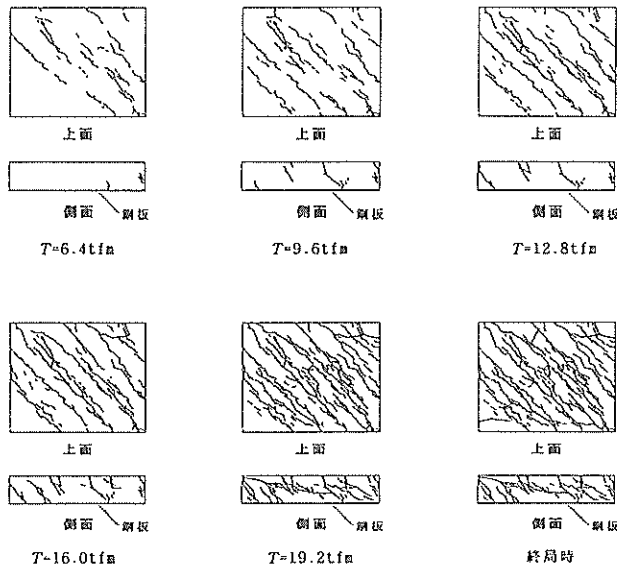 上面
上面
上面
側面 鋼板
側面 鋼板
側面 鋼板
T=6.4tfm
T=9.6tfm
T=12.8tfm
上面
上面
上面
側面 鋼板
側面 鋼板
側面 鋼板
T=16.0tfm
T=19.2tfm
終局時